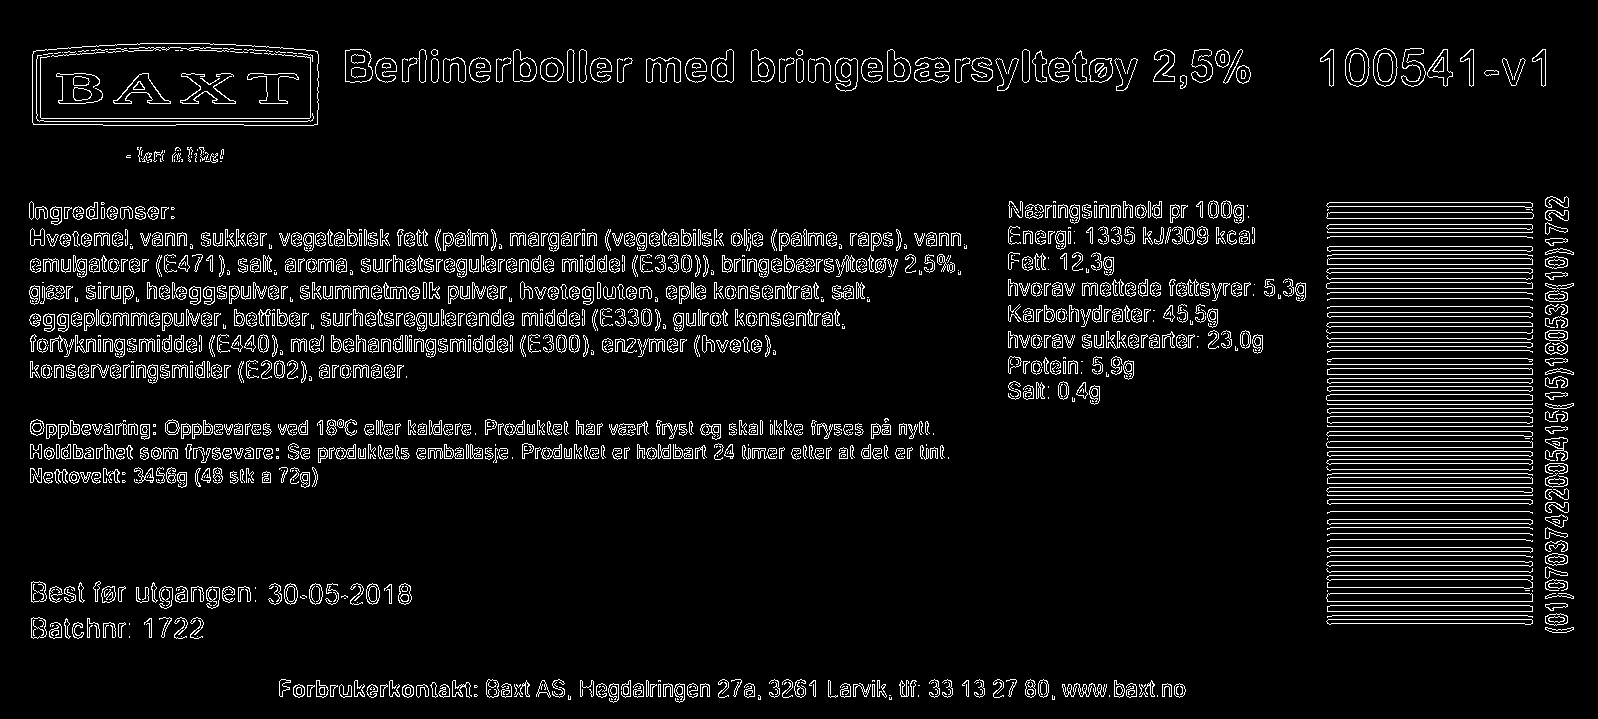 BAXT
Berlinerboller med bringebærsyltetøy 2,5%
100541-v1
- lett å like!
Ingredienser:
Hvetemel, vann, sukker, vegetabilsk fett (palm), margarin (vegetabilsk olje (palme, raps), vann,
emulgatorer (E471), salt, aroma, surhetsregulerende middel (E330)), bringebærsyltetøy 2,5%,
gjær, sirup, heleggspulver, skummetmelk pulver, hvetegluten, eple konsentrat, salt,
eggeplommepulver, betfiber, surhetsregulerende middel (E330), gulrot konsentrat,
fortykningsmiddel (E440), mel behandlingsmiddel (E300), enzymer (hvete),
konserveringsmidler (E202), aromaer.
Oppbevaring: Oppbevares ved 18ºC eller kaldere. Produktet har vært fryst og skal ikke fryses på nytt.
Holdbarhet som frysevare: Se produktets emballasje. Produktet er holdbart 24 timer etter at det er tint.
Nettovekt: 3456g (48 stk a 72g)
Næringsinnhold pr 100g:
Energi: 1335 kJ/309 kcal
Fett: 12,3g
hvorav mettede fettsyrer: 5,3g
Karbohydrater: 45,5g
hvorav sukkerarter: 23,0g
Protein: 5,9g
Salt: 0,4g
(01)07037422005415(15)180530(10)1722
Best før utgangen: 30-05-2018
Batchnr: 1722
Forbrukerkontakt: Baxt AS, Hegdalringen 27a, 3261 Larvik, tlf: 33 13 27 80, www.baxt.no